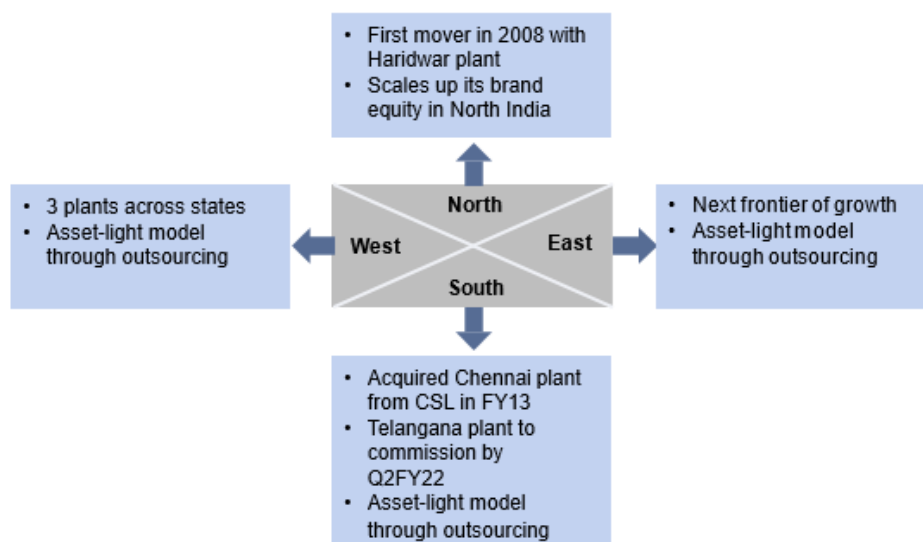 • First mover in 2008 with
Haridwar plant
• Scales up its brand
equity in North India
• 3 plants across states
• Asset-light model
through outsourcing
North
West
East
South
• Next frontier of growth
• Asset-light model
through outsourcing
• Acquired Chennai plant
from CSL in FY13
• Telangana plant to
commission by
Q2FY22
• Asset-light model
through outsourcing